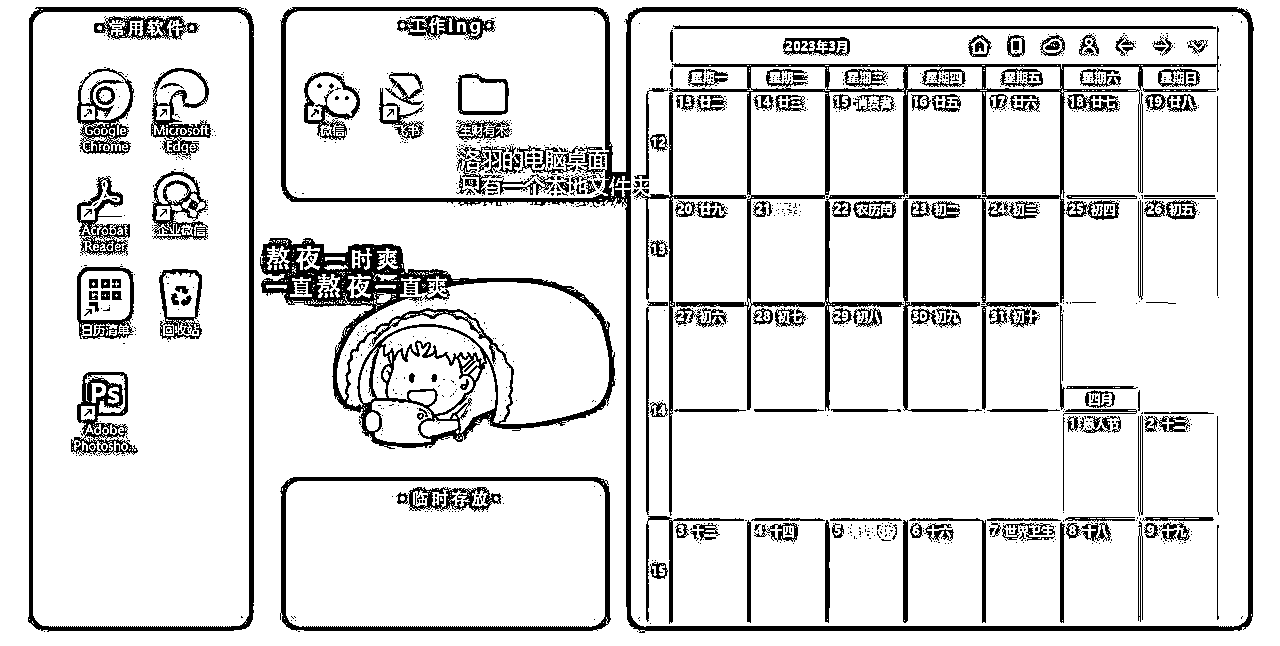 常用软件
Google
Chrome
Microsoft
Edge
Acrobat
Reader
企业微信
日历清单
回收站
Ps
Adobe
Photosho...
工作ing
微信
飞书
生财有术
洛羽的电脑桌面
只有一个本地文件夹
熬夜一时爽
一直熬夜一直爽
临时存放
2023年3月
星期一 星期二 星期三 星期四 星期五 星期六 星期日
12
13 廿二 14 廿三 15 消费者 16 廿五 17 廿六 18 廿七 19 廿八
13
20 廿九 21 22 农历闰 23 初二 24 初三 25 初四 26 初五
14
27 初六 28 初七 29 初八 30 初九 31 初十
四月
1 愚人节 2 十二
15
3 十三 4 十四 5 6 十六 7 世界卫生 8 十八 9 十九